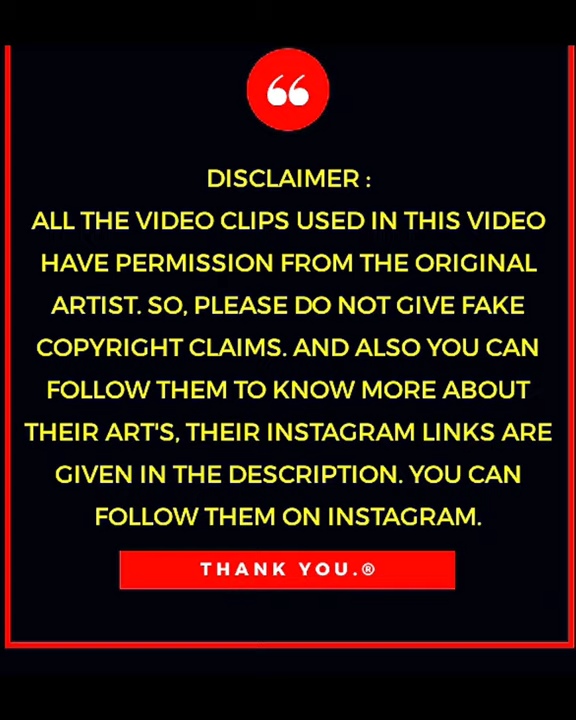 DISCLAIMER :
ALL THE VIDEO CLIPS USED IN THIS VIDEO
HAVE PERMISSION FROM THE ORIGINAL
ARTIST. SO, PLEASE DO NOT GIVE FAKE
COPYRIGHT CLAIMS. AND ALSO YOU CAN
FOLLOW THEM TO KNOW MORE ABOUT
THEIR ART'S, THEIR INSTAGRAM LINKS ARE
GIVEN IN THE DESCRIPTION. YOU CAN
FOLLOW THEM ON INSTAGRAM.
THANK YOU.®